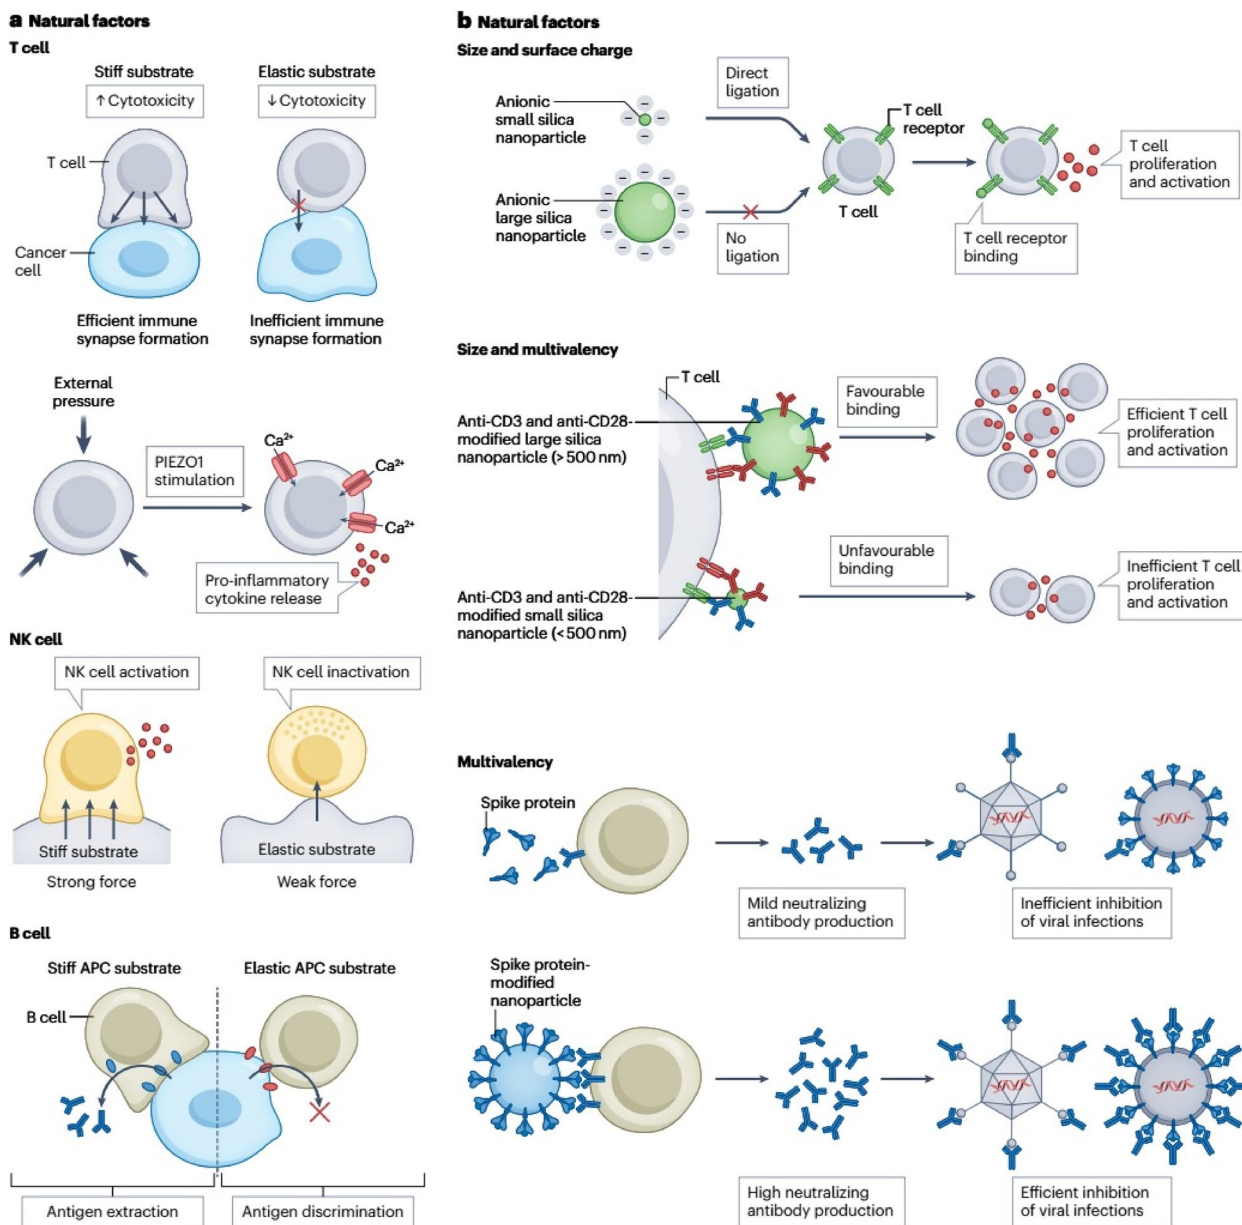 a Natural factors
T cell
Stiff substrate
↑ Cytotoxicity
Elastic substrate
↓ Cytotoxicity
T cell
Cancer
cell
Efficient immune
synapse formation
Inefficient immune
synapse formation
External
pressure
PIEZO1
stimulation
Ca²⁺
Ca²⁺
Ca²⁺
Pro-inflammatory
cytokine release
NK cell
NK cell activation
NK cell inactivation
Stiff substrate
Elastic substrate
Strong force
Weak force
B cell
Stiff APC substrate
Elastic APC substrate
B cell
Antigen extraction
Antigen discrimination
b Natural factors
Size and surface charge
Anionic
small silica
nanoparticle
Direct
ligation
Anionic
large silica
nanoparticle
No
ligation
T cell
receptor
T cell
T cell receptor
binding
T cell
proliferation
and activation
Size and multivalency
T cell
Anti-CD3 and anti-CD28-
modified large silica
nanoparticle (> 500 nm)
Favourable
binding
Efficient T cell
proliferation
and activation
Anti-CD3 and anti-CD28-
modified small silica
nanoparticle (< 500 nm)
Unfavourable
binding
Inefficient T cell
proliferation
and activation
Multivalency
Spike protein
Mild neutralizing
antibody production
Inefficient inhibition
of viral infections
Spike protein-
modified
nanoparticle
High neutralizing
antibody production
Efficient inhibition
of viral infections